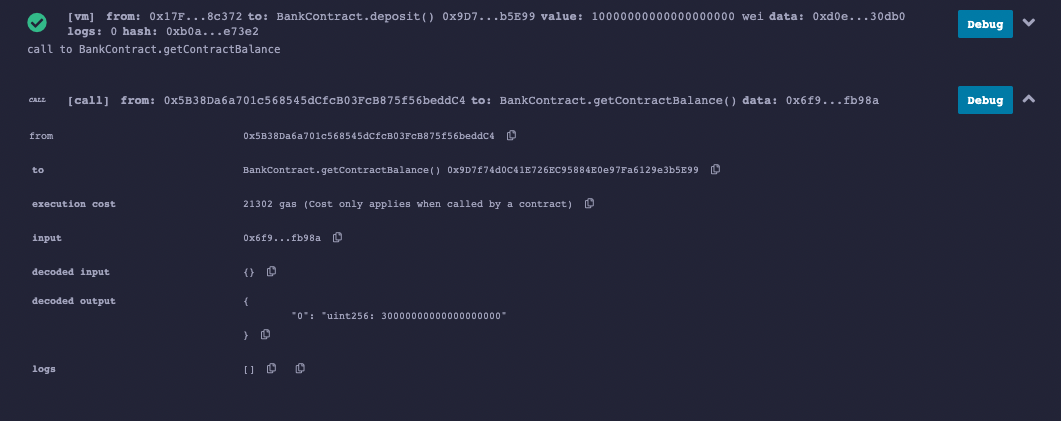 [vm] from: 0x17F...8c372 to: BankContract.deposit() 0x9D7...b5E99 value: 10000000000000000000 wei data: 0xd0e...30db0
logs: 0 hash: 0xb0a...e73e2
Debug
call to BankContract.getContractBalance
CALL [call] from: 0x5B38Da6a701c568545dCfcB03FcB875f56beddC4 to: BankContract.getContractBalance() data: 0x6f9...fb98a
Debug
from 0x5B38Da6a701c568545dCfcB03FcB875f56beddC4
to BankContract.getContractBalance() 0x9D7f74d0C41E726EC95884E0e97Fa6129e3b5E99
execution cost 21302 gas (Cost only applies when called by a contract)
input 0x6f9...fb98a
decoded input {}
decoded output {
"0": "uint256: 30000000000000000000"
}
logs []